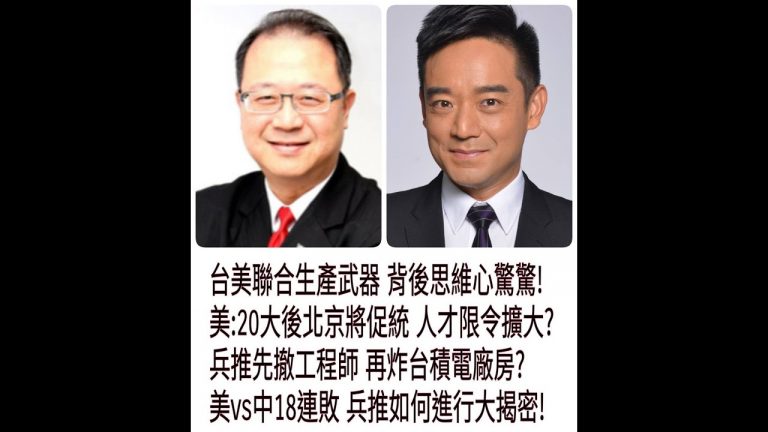 台美聯合生產武器 背後思維心驚驚!
美:20大後北京將促統 人才限令擴大?
兵推先撤工程師 再炸台積電廠房?
美vs中18連敗 兵推如何進行大揭密!